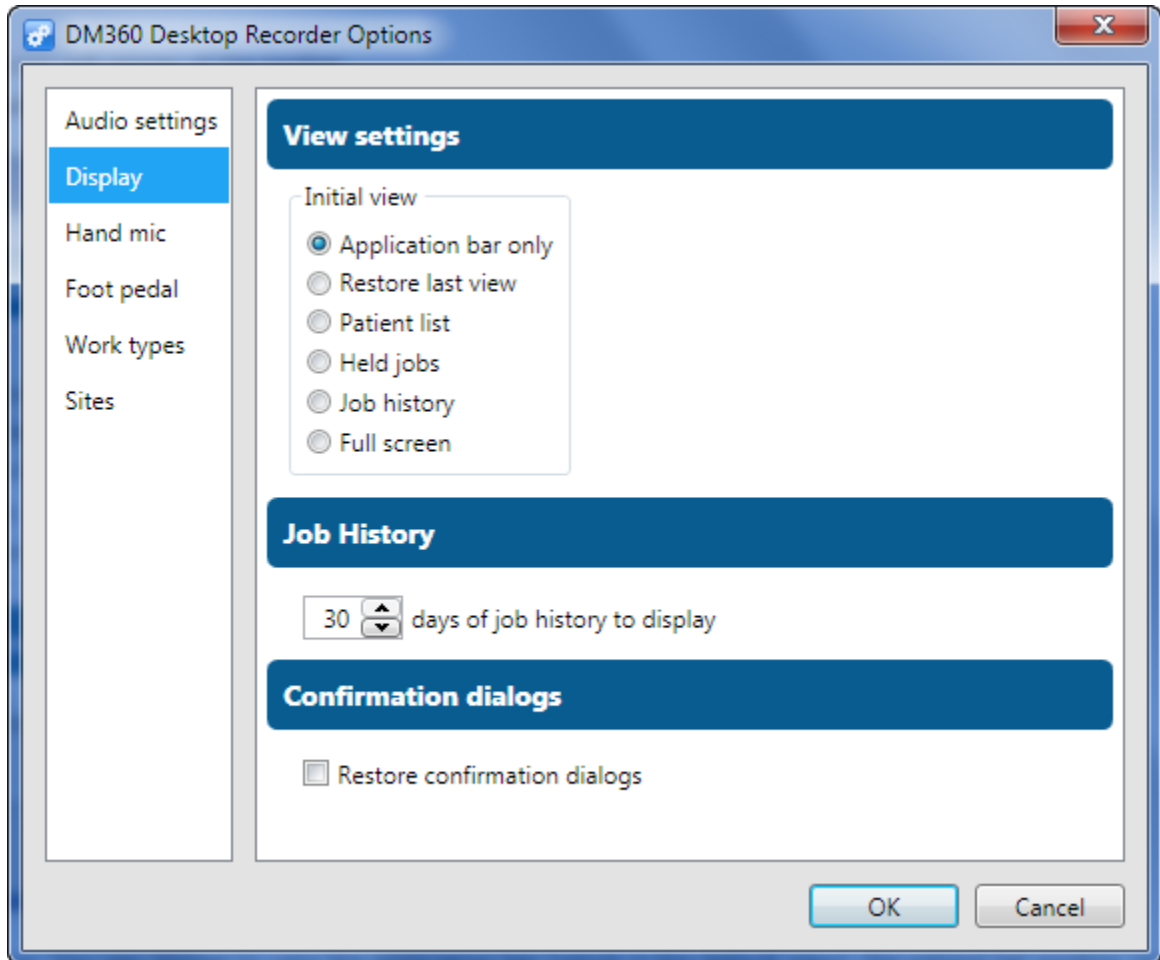 DM360 Desktop Recorder Options
Audio settings
Display
Hand mic
Foot pedal
Work types
Sites
View settings
Initial view
Application bar only
Restore last view
Patient list
Held jobs
Job history
Full screen
Job History
30 days of job history to display
Confirmation dialogs
Restore confirmation dialogs
OK Cancel